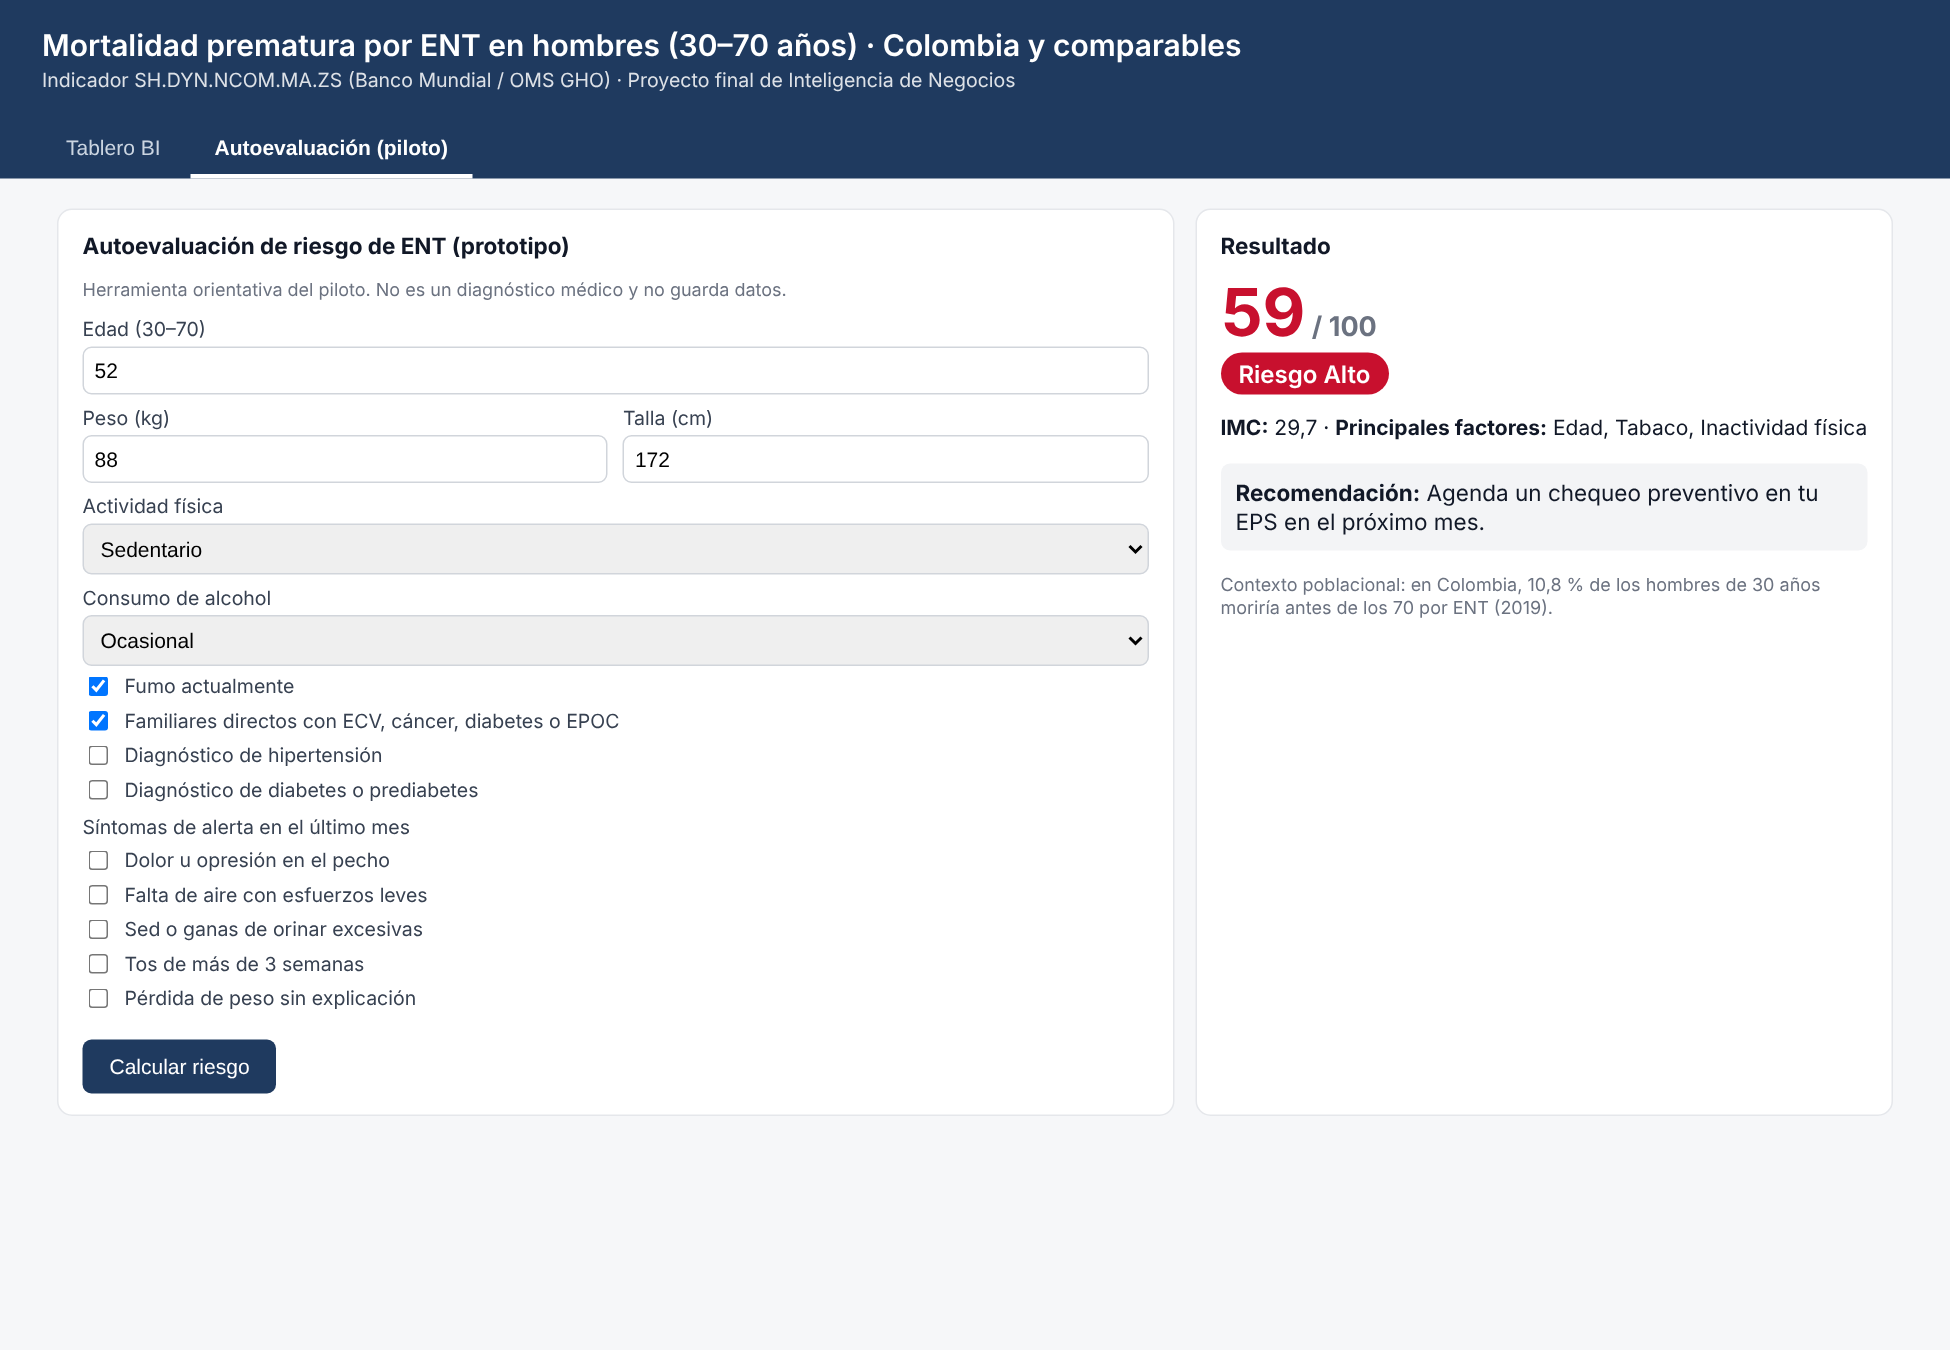 Mortalidad prematura por ENT en hombres (30–70 años) · Colombia y comparables
Indicador SH.DYN.NCOM.MA.ZS (Banco Mundial / OMS GHO) · Proyecto final de Inteligencia de Negocios
Tablero BI
Autoevaluación (piloto)
Autoevaluación de riesgo de ENT (prototipo)
Herramienta orientativa del piloto. No es un diagnóstico médico y no guarda datos.
Edad (30–70)
52
Peso (kg)
Talla (cm)
88
172
Actividad física
Sedentario
Consumo de alcohol
Ocasional
Fumo actualmente
Familiares directos con ECV, cáncer, diabetes o EPOC
Diagnóstico de hipertensión
Diagnóstico de diabetes o prediabetes
Síntomas de alerta en el último mes
Dolor u opresión en el pecho
Falta de aire con esfuerzos leves
Sed o ganas de orinar excesivas
Tos de más de 3 semanas
Pérdida de peso sin explicación
Calcular riesgo
Resultado
59 / 100
Riesgo Alto
IMC: 29,7 · Principales factores: Edad, Tabaco, Inactividad física
Recomendación: Agenda un chequeo preventivo en tu
EPS en el próximo mes.
Contexto poblacional: en Colombia, 10,8 % de los hombres de 30 años
moriría antes de los 70 por ENT (2019).